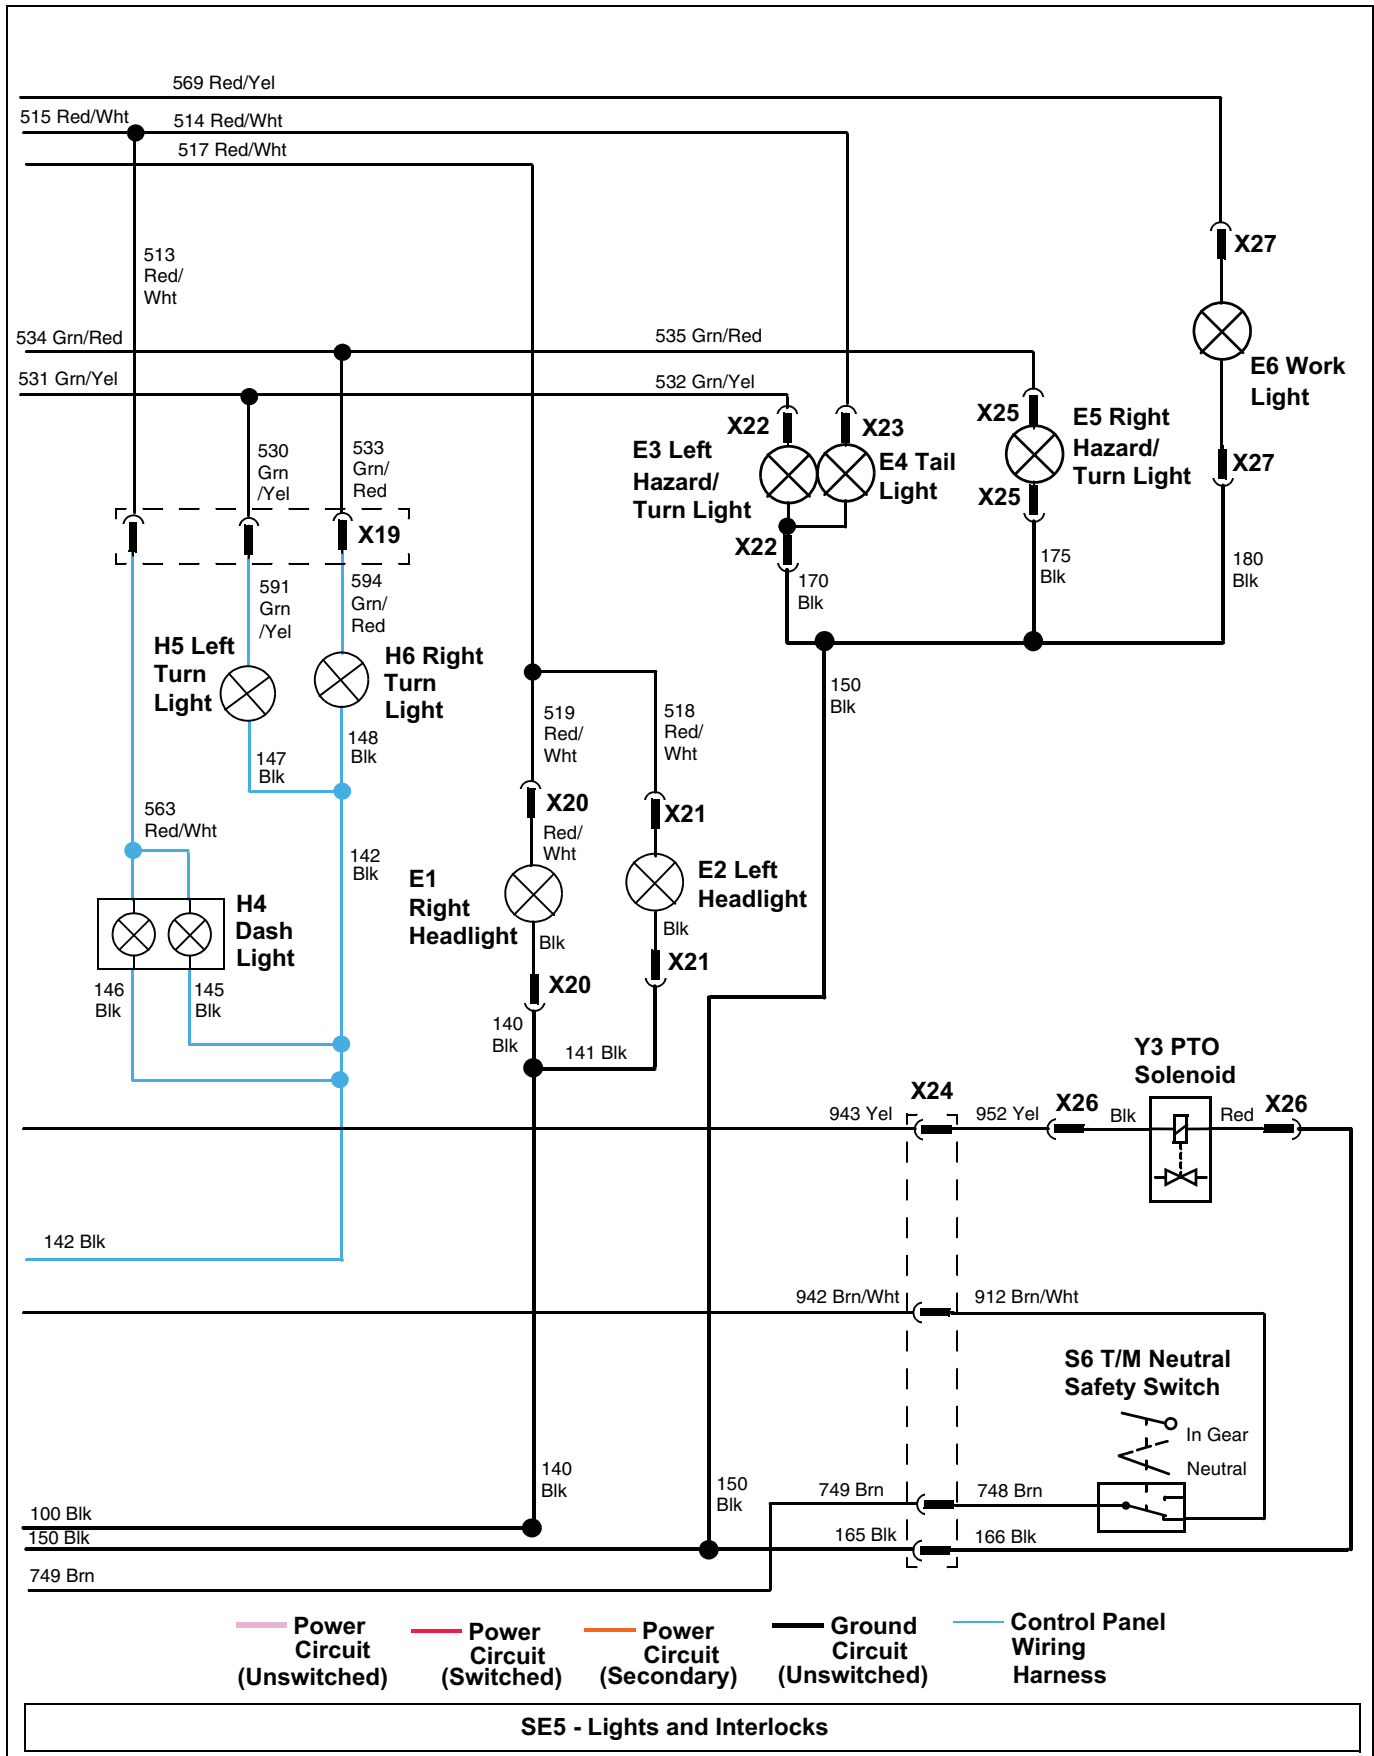 569 Red/Yel
515 Red/Wht
514 Red/Wht
517 Red/Wht
513
Red/
Wht
X27
534 Grn/Red
535 Grn/Red
E6 Work
Light
531 Grn/Yel
532 Grn/Yel
X22
X23
X25
E5 Right
Hazard/
Turn Light
E3 Left
Hazard/
Turn Light
E4 Tail
Light
530
Grn
/Yel
533
Grn/
Red
X27
X25
X19
X22
591
Grn
/Yel
594
Grn/
Red
170
Blk
175
Blk
180
Blk
H5 Left
Turn
Light
H6 Right
Turn
Light
150
Blk
519
Red/
Wht
518
Red/
Wht
147
Blk
148
Blk
X20
X21
563
Red/Wht
Red/
Wht
142
Blk
E1
Right
Headlight
E2 Left
Headlight
H4
Dash
Light
Blk
Blk
X20
X21
146
Blk
145
Blk
140
Blk
141 Blk
Y3 PTO
Solenoid
X24
943 Yel
952 Yel
X26
Blk
Red
X26
142 Blk
942 Brn/Wht
912 Brn/Wht
S6 T/M Neutral
Safety Switch
In Gear
Neutral
140
Blk
150
Blk
749 Brn
748 Brn
100 Blk
150 Blk
165 Blk
166 Blk
749 Brn
Power
Circuit
(Unswitched)
Power
Circuit
(Switched)
Power
Circuit
(Secondary)
Ground
Circuit
(Unswitched)
Control Panel
Wiring
Harness
SE5 - Lights and Interlocks